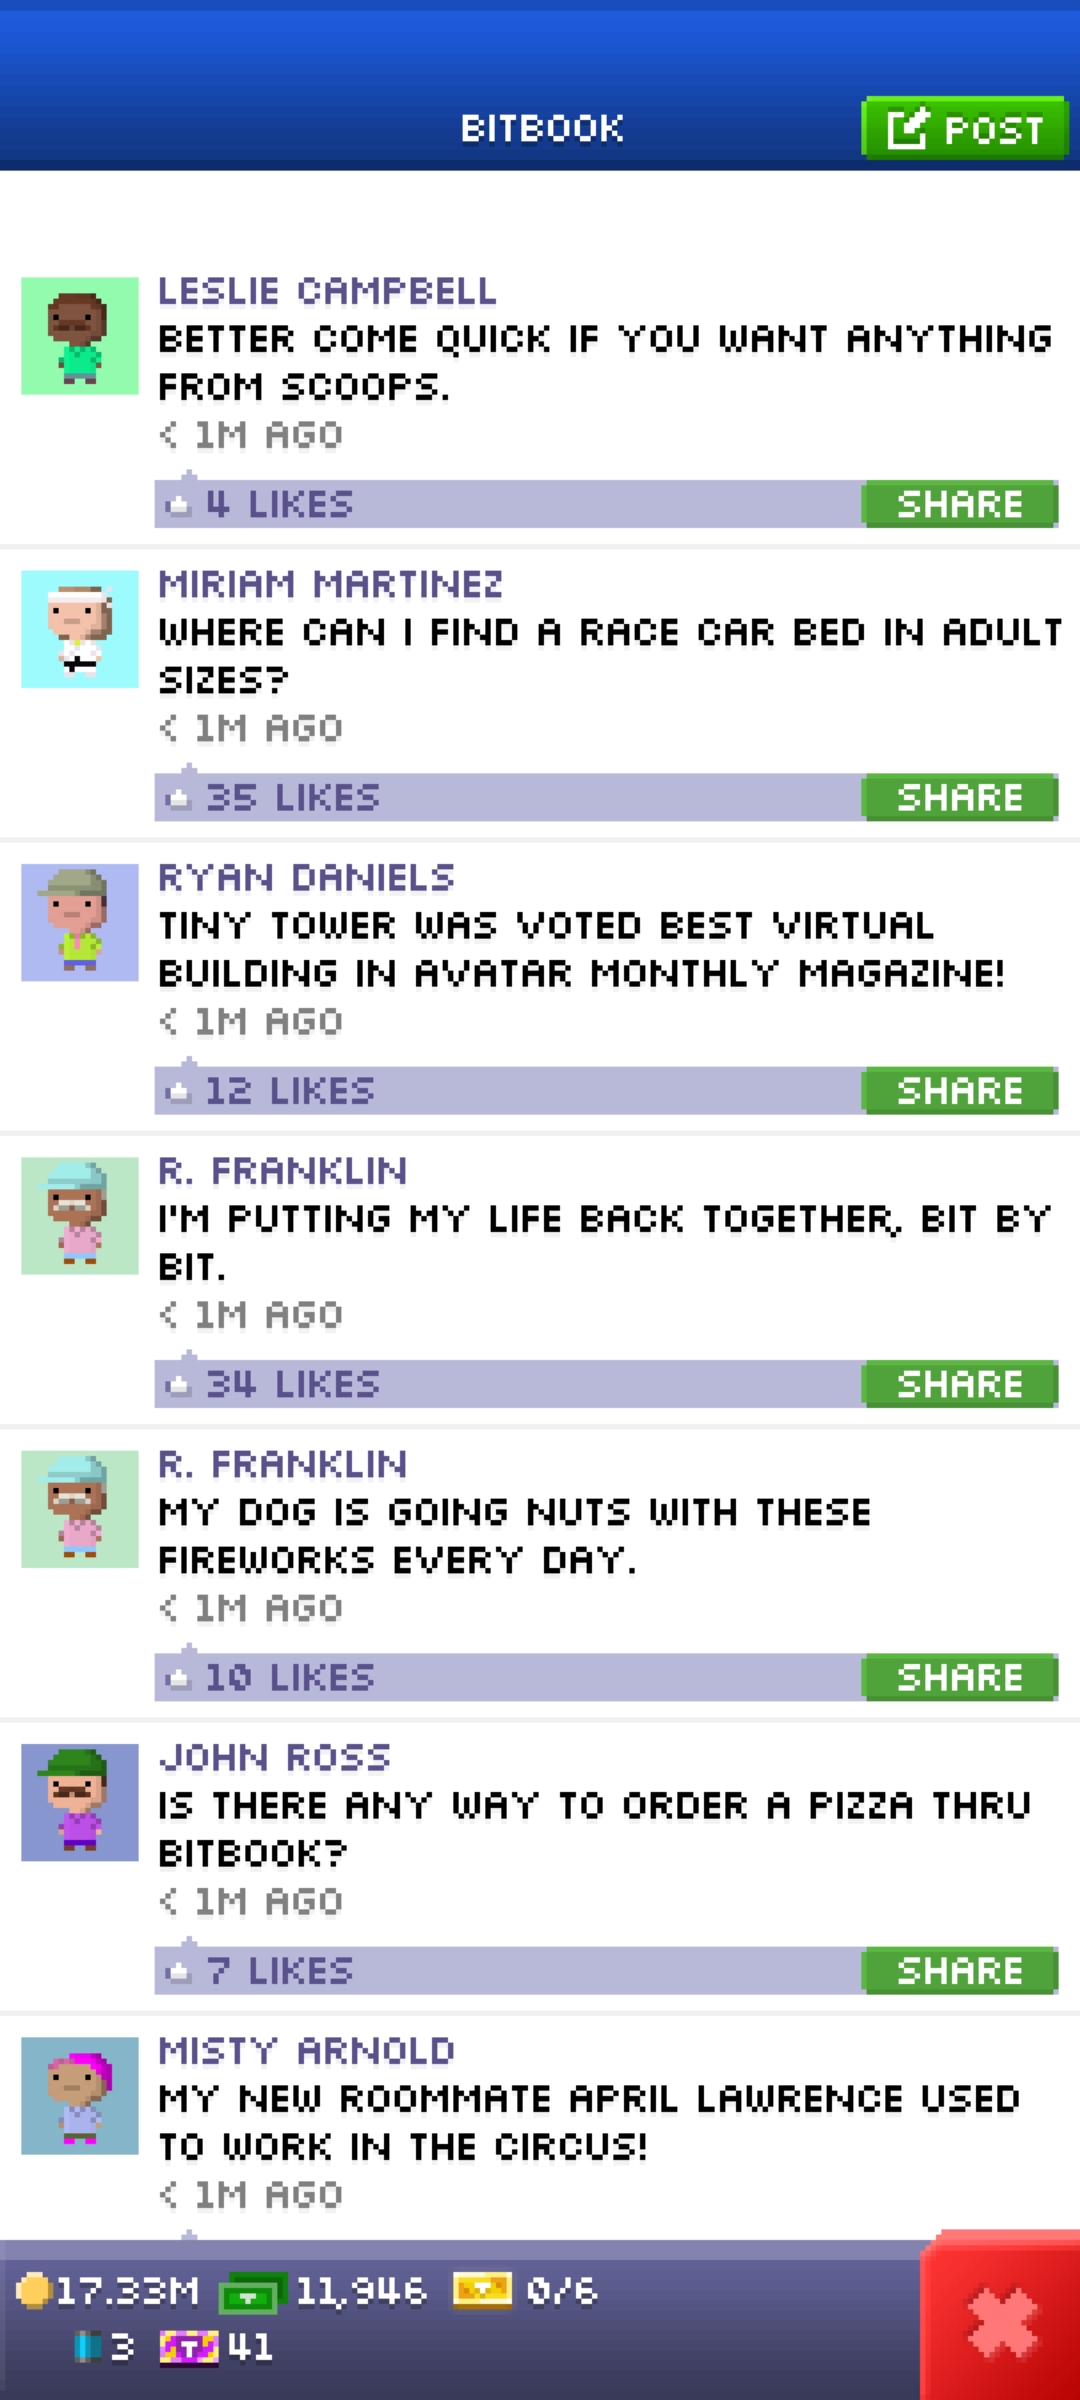 BITBOOK
POST
LESLIE CAMPBELL
BETTER COME QUICK IF YOU WANT ANYTHING
FROM SCOOPS.
< 1M AGO
4 LIKES
SHARE
MIRIAM MARTINEZ
WHERE CAN I FIND A RACE CAR BED IN ADULT
SIZES?
< 1M AGO
35 LIKES
SHARE
RYAN DANIELS
TINY TOWER WAS VOTED BEST VIRTUAL
BUILDING IN AVATAR MONTHLY MAGAZINE!
< 1M AGO
12 LIKES
SHARE
R. FRANKLIN
I'M PUTTING MY LIFE BACK TOGETHER, BIT BY
BIT.
< 1M AGO
34 LIKES
SHARE
R. FRANKLIN
MY DOG IS GOING NUTS WITH THESE
FIREWORKS EVERY DAY.
< 1M AGO
10 LIKES
SHARE
JOHN ROSS
IS THERE ANY WAY TO ORDER A PIZZA THRU
BITBOOK?
< 1M AGO
7 LIKES
SHARE
MISTY ARNOLD
MY NEW ROOMMATE APRIL LAWRENCE USED
TO WORK IN THE CIRCUS!
< 1M AGO
17.33M 11,946 0/6
3 T 41